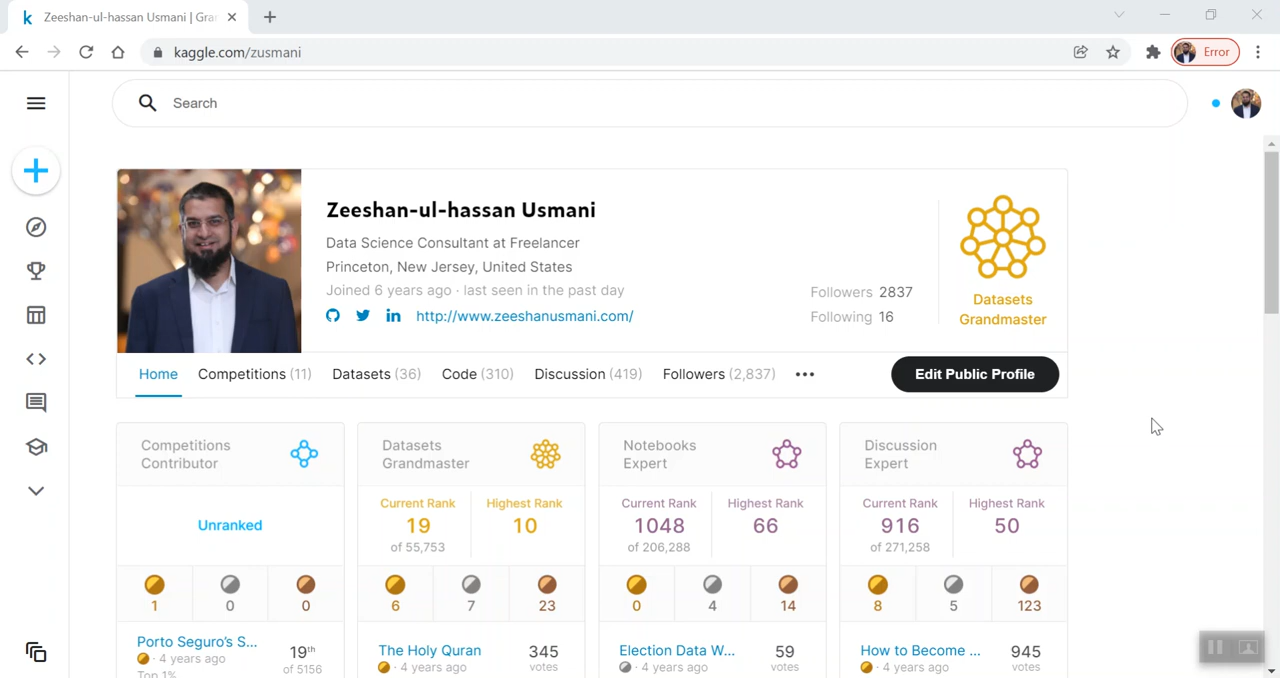 k Zeeshan-ul-hassan Usmani | Gra
kaggle.com/zusmani
Error
Search
Zeeshan-ul-hassan Usmani
Data Science Consultant at Freelancer
Princeton, New Jersey, United States
Joined 6 years ago · last seen in the past day
in http://www.zeeshanusmani.com/
Followers 2837
Following 16
Datasets
Grandmaster
Home Competitions (11) Datasets (36) Code (310) Discussion (419) Followers (2,837) ••• Edit Public Profile
Competitions
Contributor
Unranked
1 0 0
Porto Seguro's S... 19th
· 4 years ago of 5156
Top 1%
Datasets
Grandmaster
Current Rank Highest Rank
19 10
of 55,753
6 7 23
The Holy Quran 345
· 4 years ago votes
Notebooks
Expert
Current Rank Highest Rank
1048 66
of 206,288
0 4 14
Election Data W... 59
· 4 years ago votes
Discussion
Expert
Current Rank Highest Rank
916 50
of 271,258
8 5 123
How to Become ... 945
· 4 years ago votes